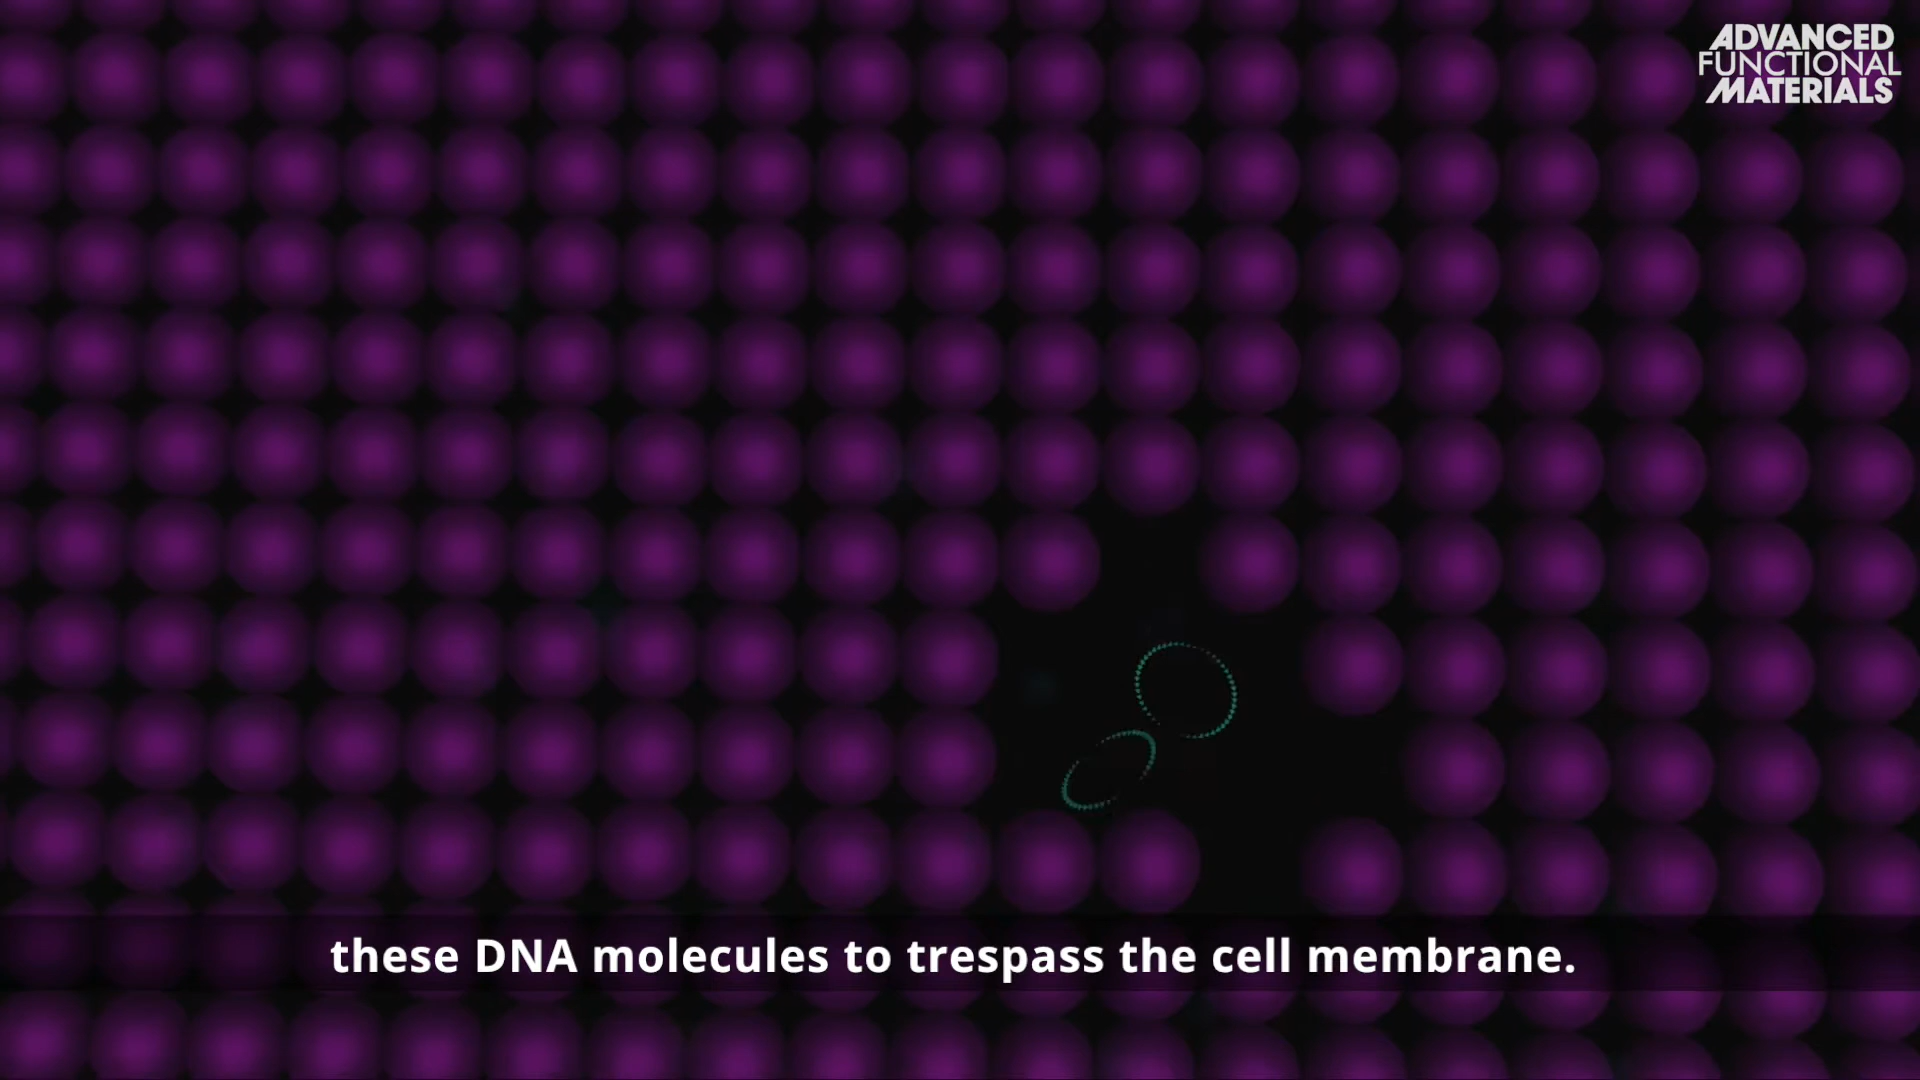 ADVANCED
FUNCTIONAL
MATERIALS
these DNA molecules to trespass the cell membrane.